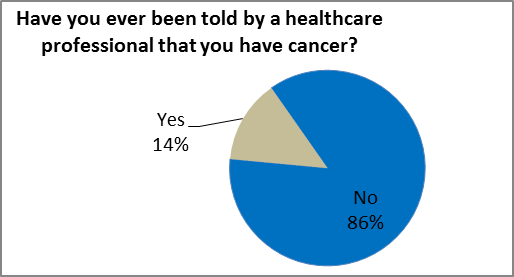 Have you ever been told by a healthcare
professional that you have cancer?
Yes
14%
No
86%